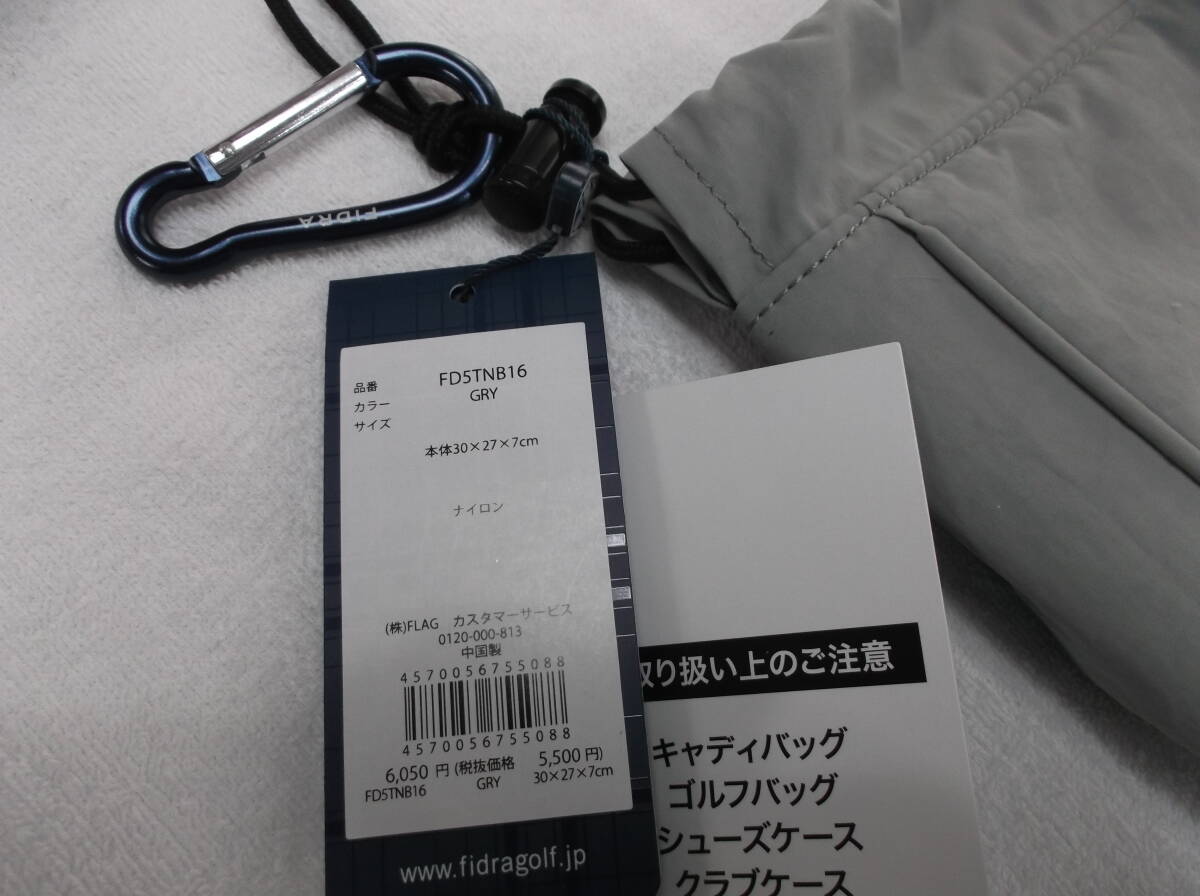 FIDRA
品番 FD5TNB16
カラー GRY
サイズ
本体30×27×7cm
ナイロン
(株)FLAG カスタマーサービス
0120-000-813
中国製
4570056755088
4570056755088
6,050 円 (税抜価格 5,500 円)
FD5TNB16 GRY 30×27×7cm
www.fidragolf.jp
取り扱い上のご注意
キャディバッグ
ゴルフバッグ
シューズケース
クラブケース